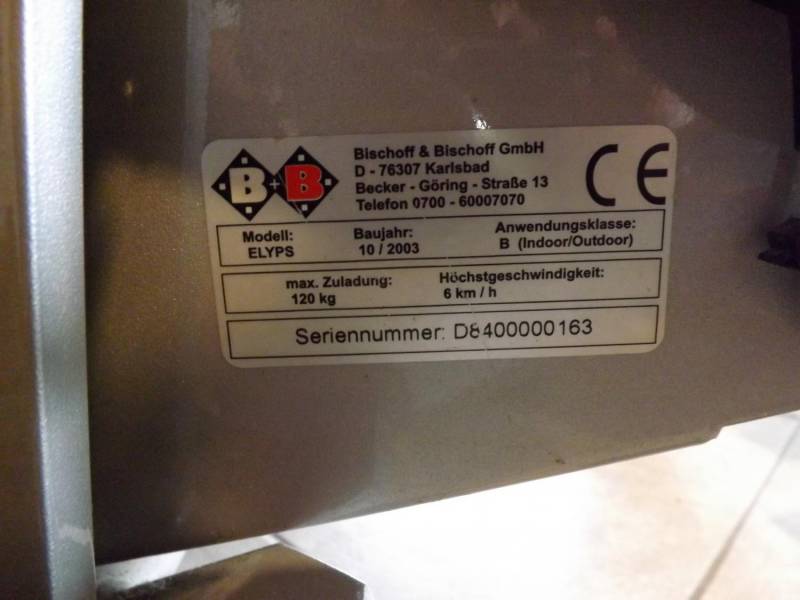 B+B
Bischoff & Bischoff GmbH
D - 76307 Karlsbad
Becker - Göring - Straße 13
Telefon 0700 - 60007070
CE
Modell:
ELYPS
Baujahr:
10 / 2003
Anwendungsklasse:
B (Indoor/Outdoor)
max. Zuladung:
120 kg
Höchstgeschwindigkeit:
6 km / h
Seriennummer: D8400000163